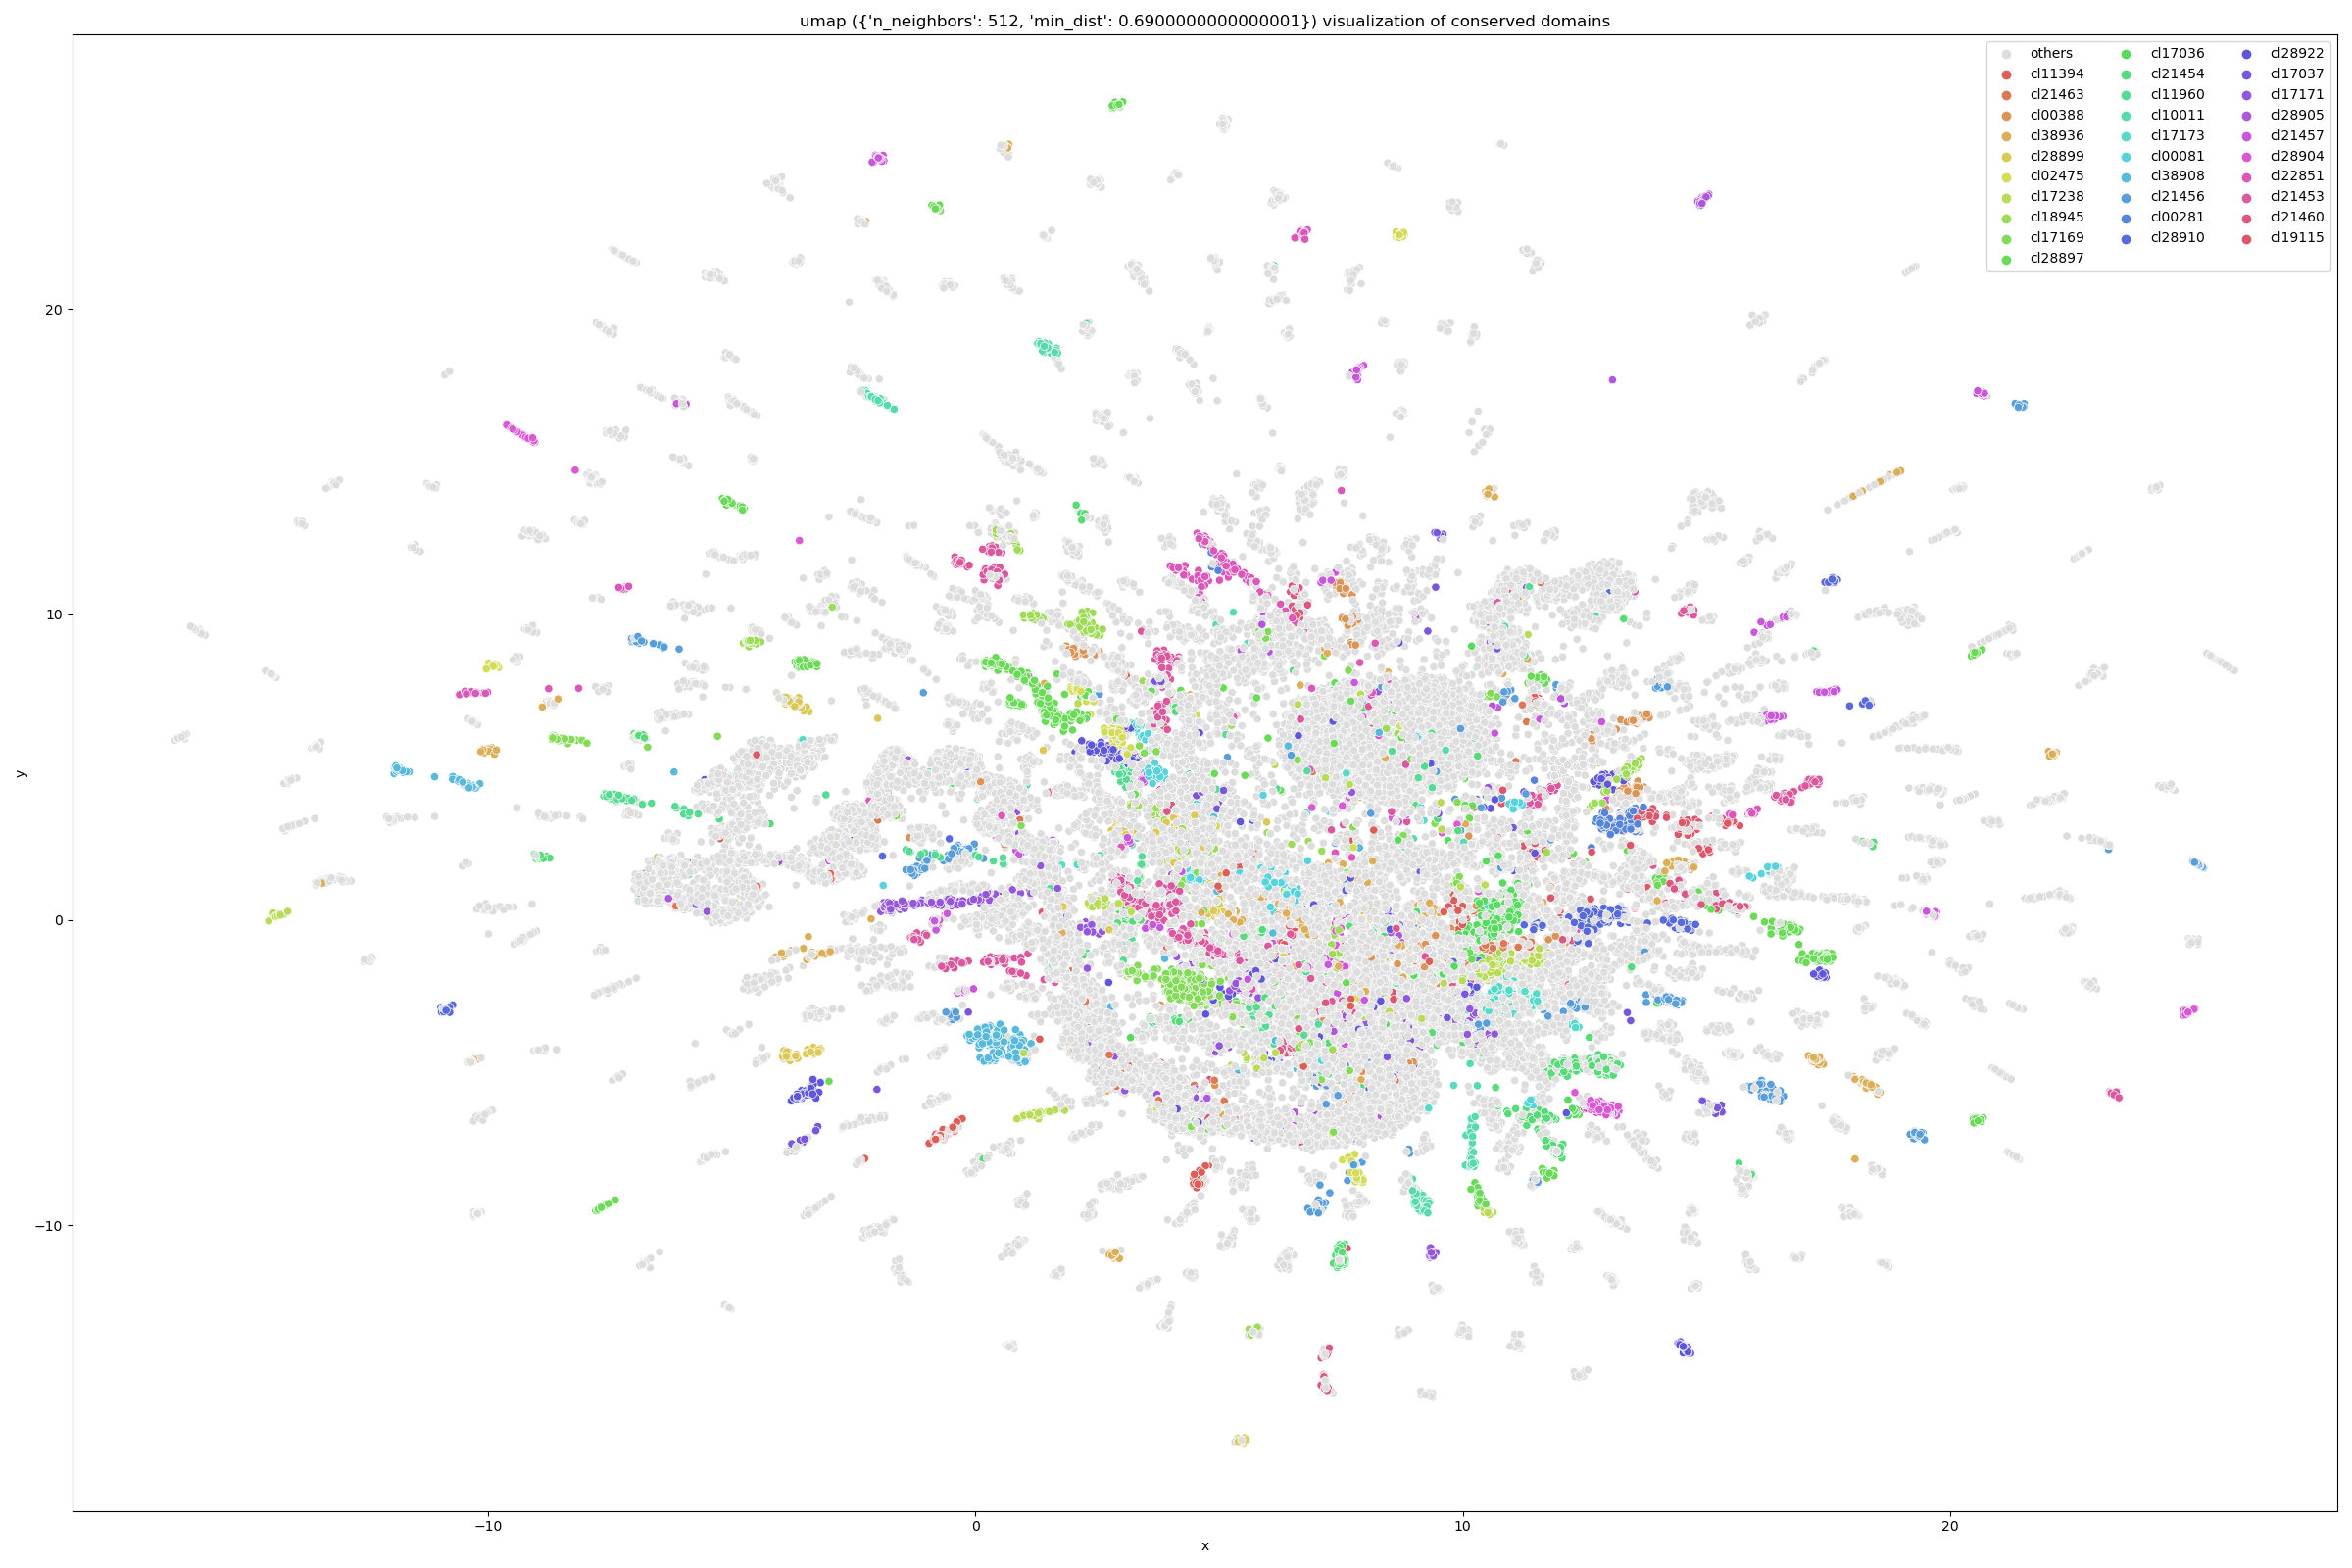 umap ({'n_neighbors': 512, 'min_dist': 0.6900000000000001}) visualization of conserved domains
others
cl11394
cl21463
cl00388
cl38936
cl28899
cl02475
cl17238
cl18945
cl17169
cl28897
cl17036
cl21454
cl11960
cl10011
cl17173
cl00081
cl38908
cl21456
cl00281
cl28910
cl28922
cl17037
cl17171
cl28905
cl21457
cl28904
cl22851
cl21453
cl21460
cl19115
20
10
0
−10
y
−10
0
10
20
x